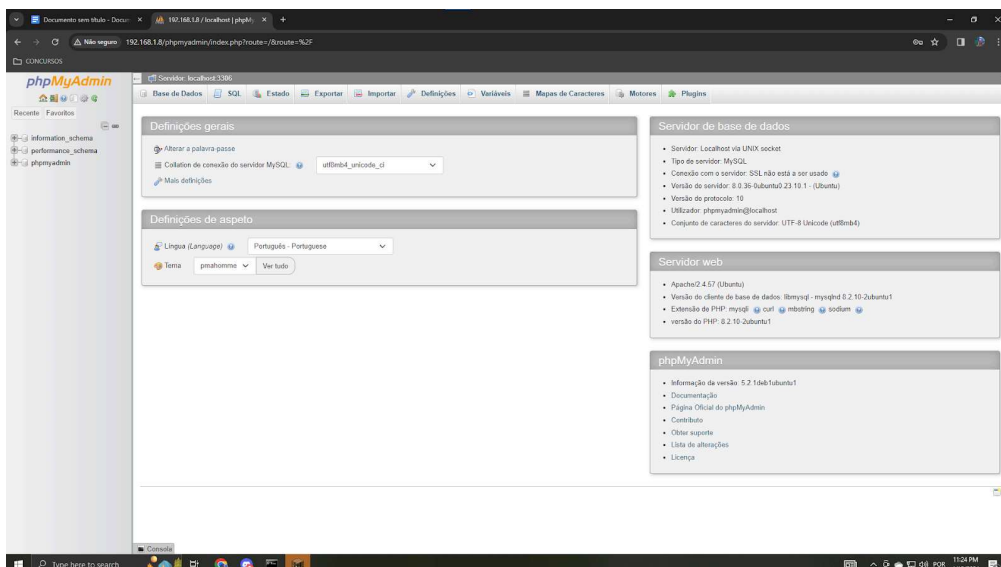 Documento sem título - Docu
192.168.1.8 / localhost | phpMy
Não seguro
192.168.1.8/phpmyadmin/index.php?route=/&route=%2F
CONCURSOS
phpMyAdmin
Recente Favoritos
information_schema
performance_schema
phpmyadmin
Servidor: localhost:3306
Base de Dados SQL Estado Exportar Importar Definições Variáveis Mapas de Caracteres Motores Plugins
Definições gerais
Alterar a palavra-passe
Collation de conexão do servidor MySQL: utf8mb4_unicode_ci
Mais definições
Definições de aspeto
Língua (Language) Português - Portuguese
Tema pmahomme Ver tudo
Servidor de base de dados
Servidor: Localhost via UNIX socket
Tipo de servidor: MySQL
Conexão com o servidor: SSL não está a ser usado
Versão do servidor: 8.0.36-0ubuntu0.23.10.1 - (Ubuntu)
Versão do protocolo: 10
Utilizador: phpmyadmin@localhost
Conjunto de caracteres do servidor: UTF-8 Unicode (utf8mb4)
Servidor web
Apache/2.4.57 (Ubuntu)
Versão do cliente de base de dados: libmysql - mysqlnd 8.2.10-2ubuntu1
Extensão de PHP: mysqli curl mbstring sodium
versão do PHP: 8.2.10-2ubuntu1
phpMyAdmin
Informação da versão: 5.2.1deb1ubuntu1
Documentação
Página Oficial do phpMyAdmin
Contributo
Obter suporte
Lista de alterações
Licença
Consola
Type here to search
POR
11:24 PM